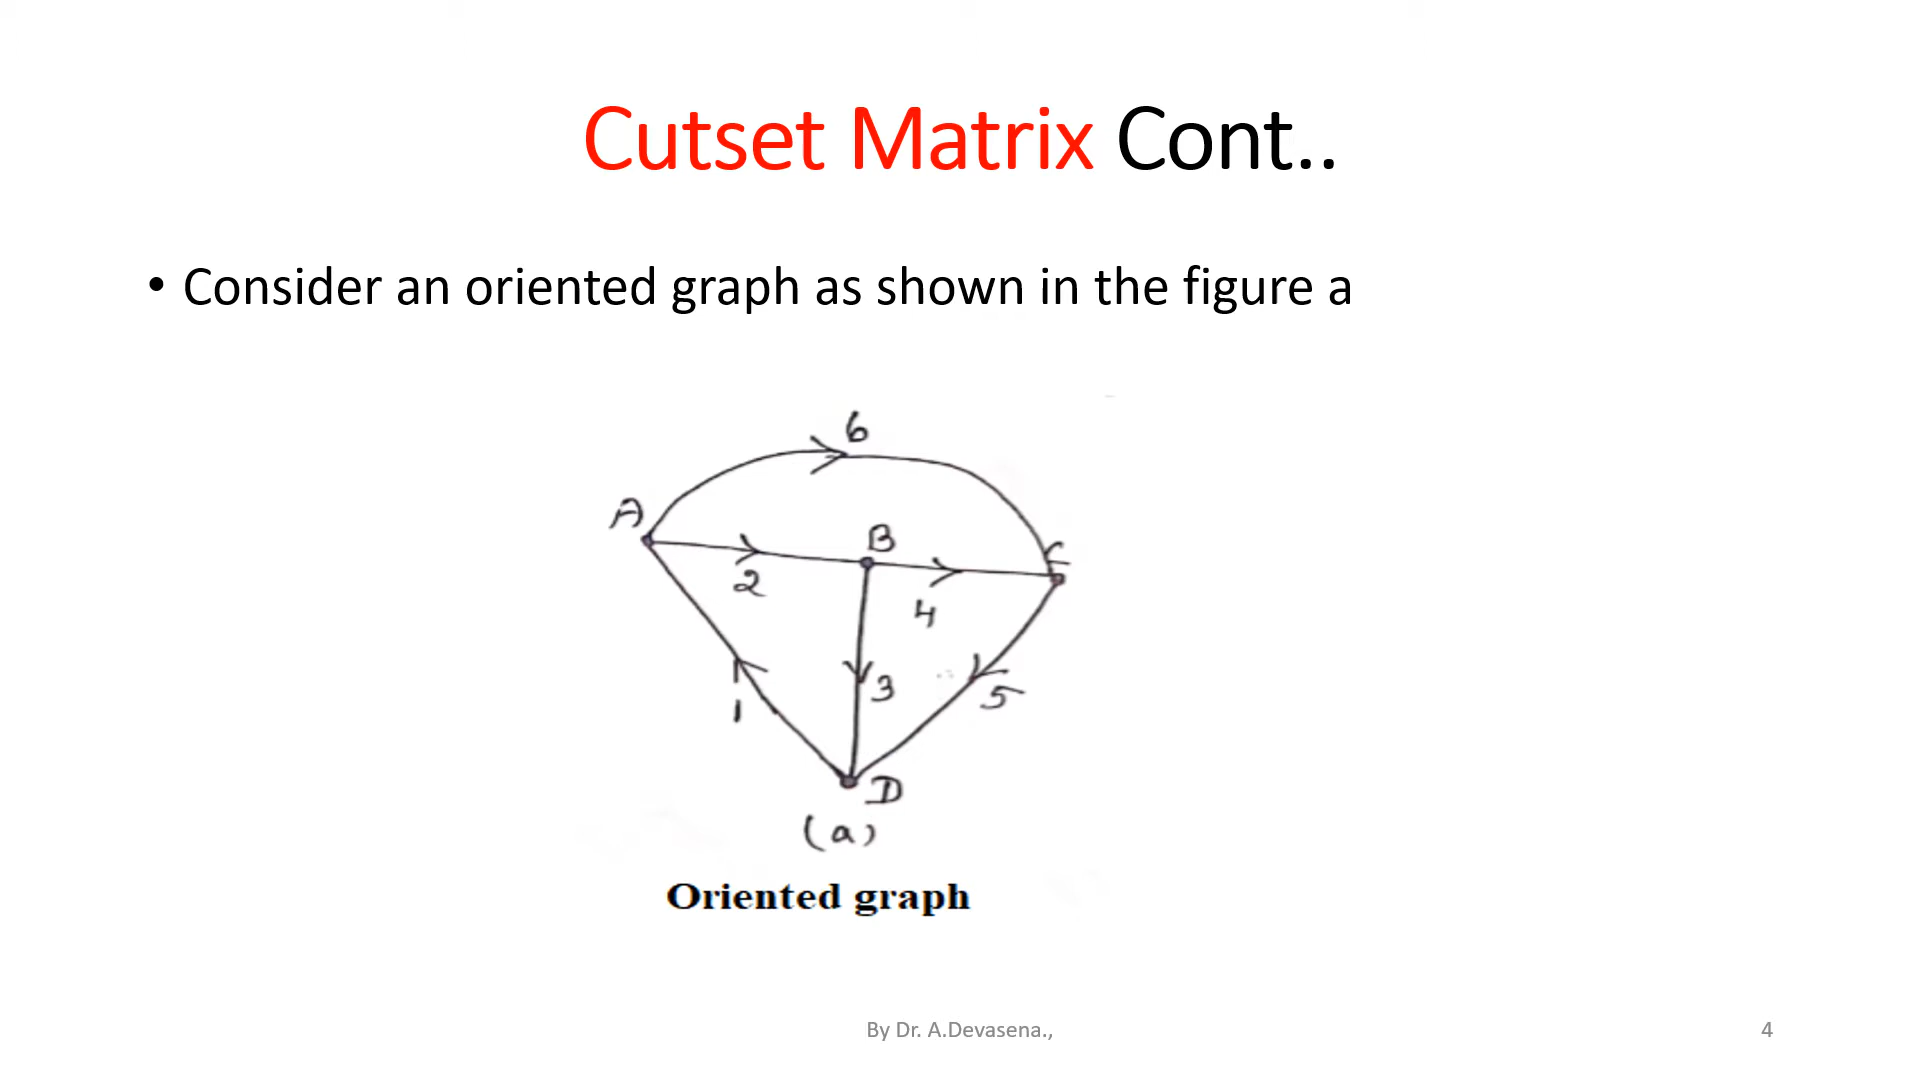 Cutset Matrix Cont..
• Consider an oriented graph as shown in the figure a
6
A
B
C
2
4
3
5
1
D
(a)
Oriented graph
By Dr. A.Devasena.,
4